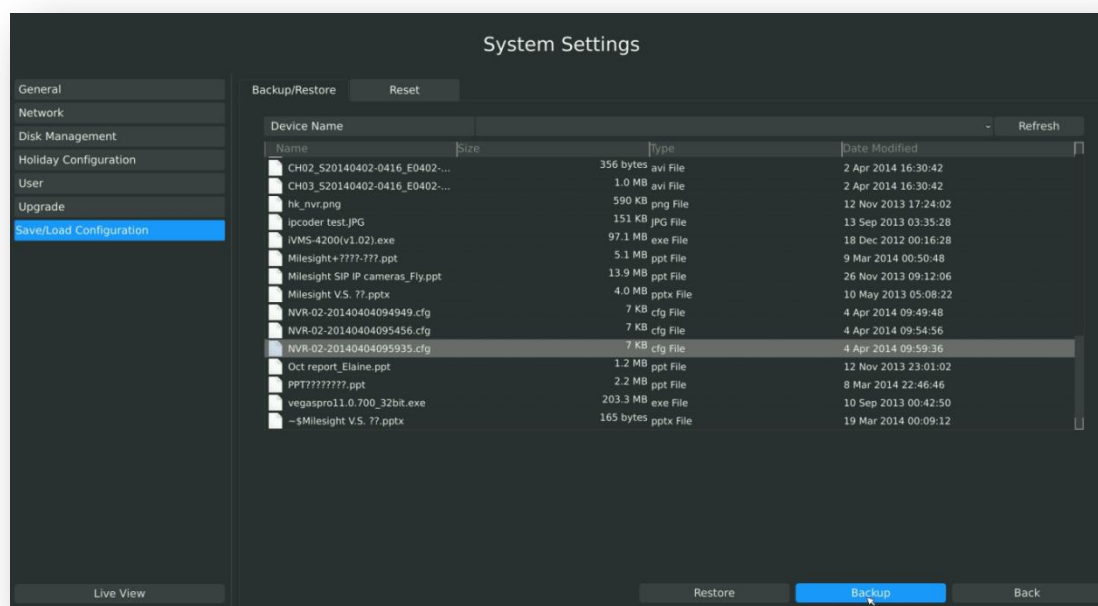 System Settings
General
Network
Disk Management
Holiday Configuration
User
Upgrade
Save/Load Configuration
Live View
Backup/Restore Reset
Device Name Refresh
Name Size Type Date Modified
CH02_S20140402-0416_E0402-... 356 bytes avi File 2 Apr 2014 16:30:42
CH03_S20140402-0416_E0402-... 1.0 MB avi File 2 Apr 2014 16:30:42
hk_nvr.png 590 KB png File 12 Nov 2013 17:24:02
ipcoder test.JPG 151 KB JPG File 13 Sep 2013 03:35:28
iVMS-4200(v1.02).exe 97.1 MB exe File 18 Dec 2012 00:16:28
Milesight+????-???.ppt 5.1 MB ppt File 9 Mar 2014 00:50:48
Milesight SIP IP cameras_Fly.ppt 13.9 MB ppt File 26 Nov 2013 09:12:06
Milesight V.S. ??.pptx 4.0 MB pptx File 10 May 2013 05:08:22
NVR-02-20140404094949.cfg 7 KB cfg File 4 Apr 2014 09:49:48
NVR-02-20140404095456.cfg 7 KB cfg File 4 Apr 2014 09:54:56
NVR-02-20140404095935.cfg 7 KB cfg File 4 Apr 2014 09:59:36
Oct report_Elaine.ppt 1.2 MB ppt File 12 Nov 2013 23:01:02
PPT????????.ppt 2.2 MB ppt File 8 Mar 2014 22:46:46
vegaspro11.0.700_32bit.exe 203.3 MB exe File 10 Sep 2013 00:42:50
~$Milesight V.S. ??.pptx 165 bytes pptx File 19 Mar 2014 00:09:12
Restore Backup Back